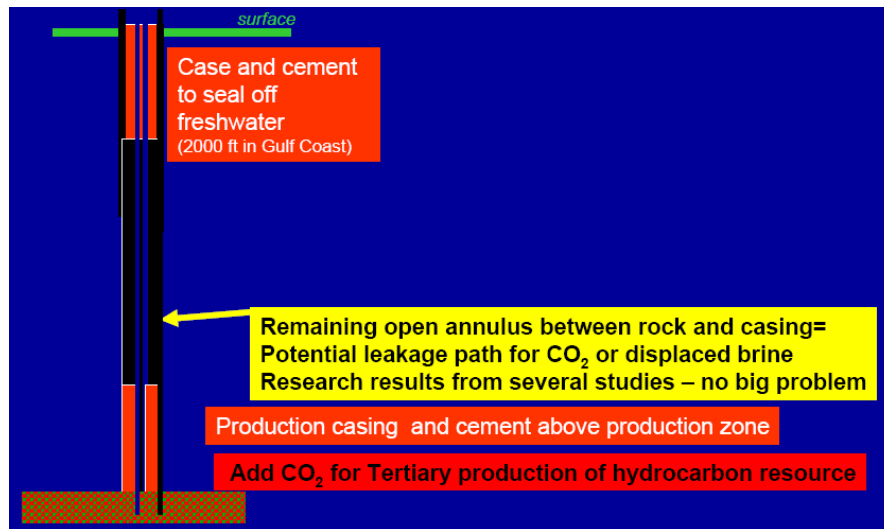 surface
Case and cement
to seal off
freshwater
(2000 ft in Gulf Coast)
Remaining open annulus between rock and casing=
Potential leakage path for CO₂ or displaced brine
Research results from several studies – no big problem
Production casing  and cement above production zone
Add CO₂ for Tertiary production of hydrocarbon resource